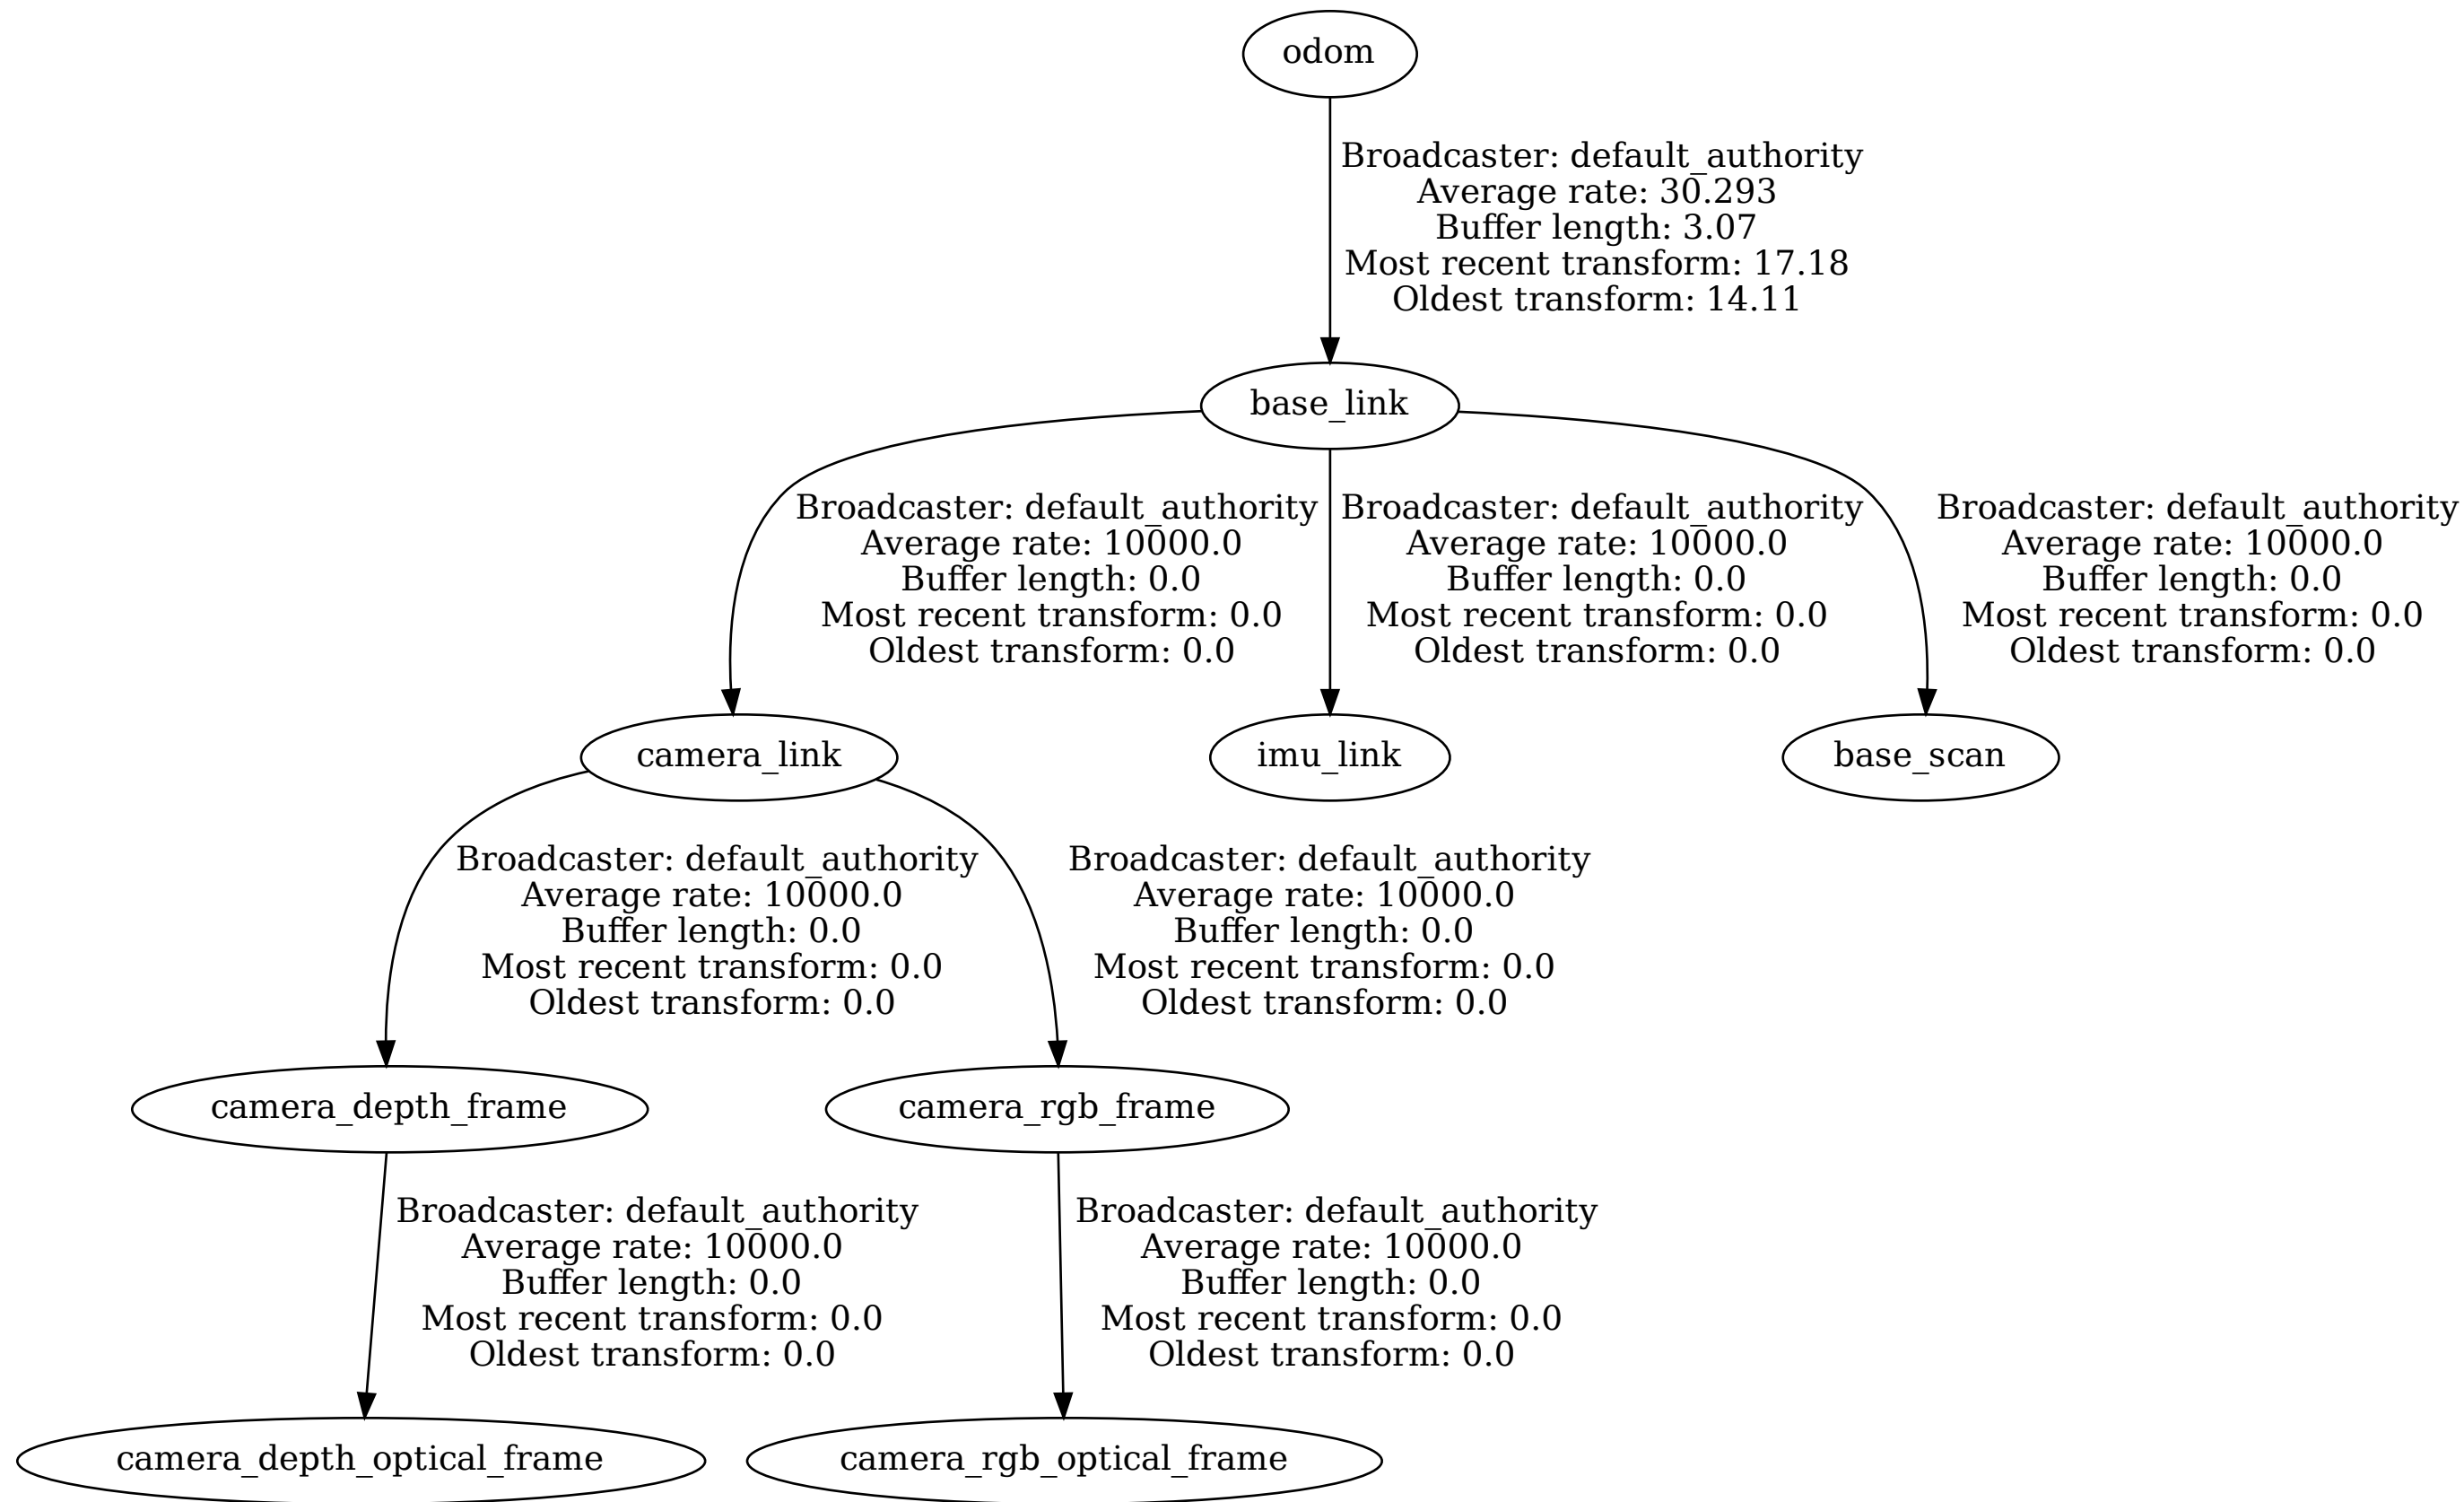 odom
Broadcaster: default_authority
Average rate: 30.293
Buffer length: 3.07
Most recent transform: 17.18
Oldest transform: 14.11
base_link
Broadcaster: default_authority
Average rate: 10000.0
Buffer length: 0.0
Most recent transform: 0.0
Oldest transform: 0.0
Broadcaster: default_authority
Average rate: 10000.0
Buffer length: 0.0
Most recent transform: 0.0
Oldest transform: 0.0
Broadcaster: default_authority
Average rate: 10000.0
Buffer length: 0.0
Most recent transform: 0.0
Oldest transform: 0.0
camera_link
imu_link
base_scan
Broadcaster: default_authority
Average rate: 10000.0
Buffer length: 0.0
Most recent transform: 0.0
Oldest transform: 0.0
Broadcaster: default_authority
Average rate: 10000.0
Buffer length: 0.0
Most recent transform: 0.0
Oldest transform: 0.0
camera_depth_frame
camera_rgb_frame
Broadcaster: default_authority
Average rate: 10000.0
Buffer length: 0.0
Most recent transform: 0.0
Oldest transform: 0.0
Broadcaster: default_authority
Average rate: 10000.0
Buffer length: 0.0
Most recent transform: 0.0
Oldest transform: 0.0
camera_depth_optical_frame
camera_rgb_optical_frame